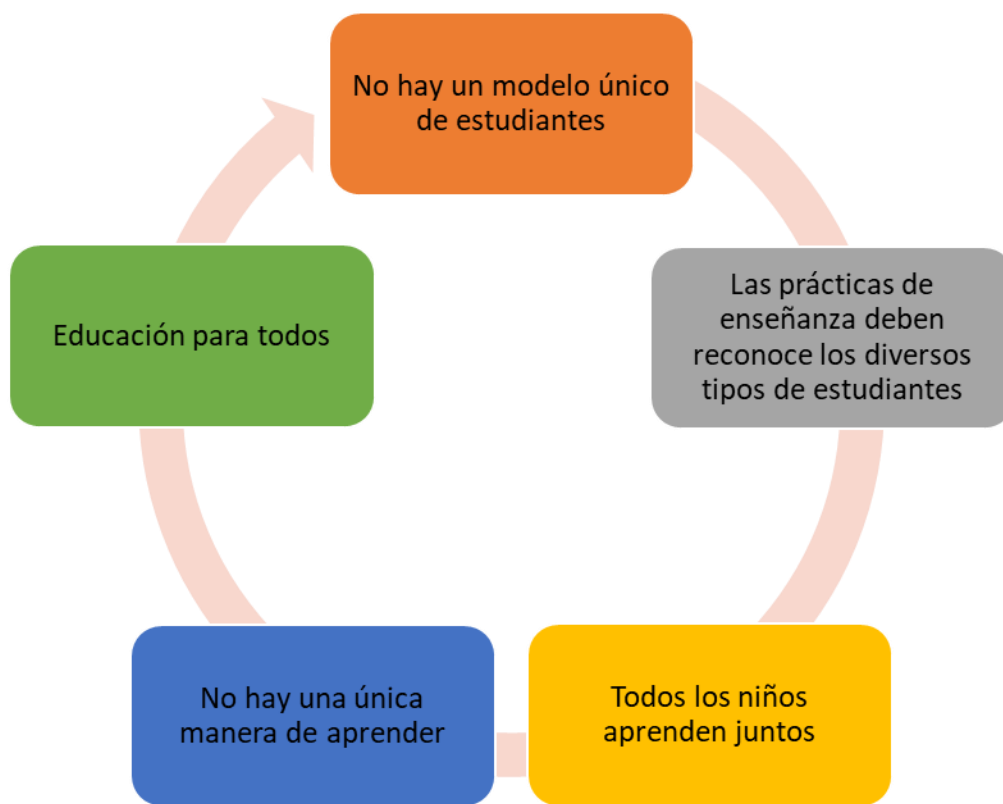 No hay un modelo único
de estudiantes
Las prácticas de
enseñanza deben
reconoce los diversos
tipos de estudiantes
Todos los niños
aprenden juntos
No hay una única
manera de aprender
Educación para todos